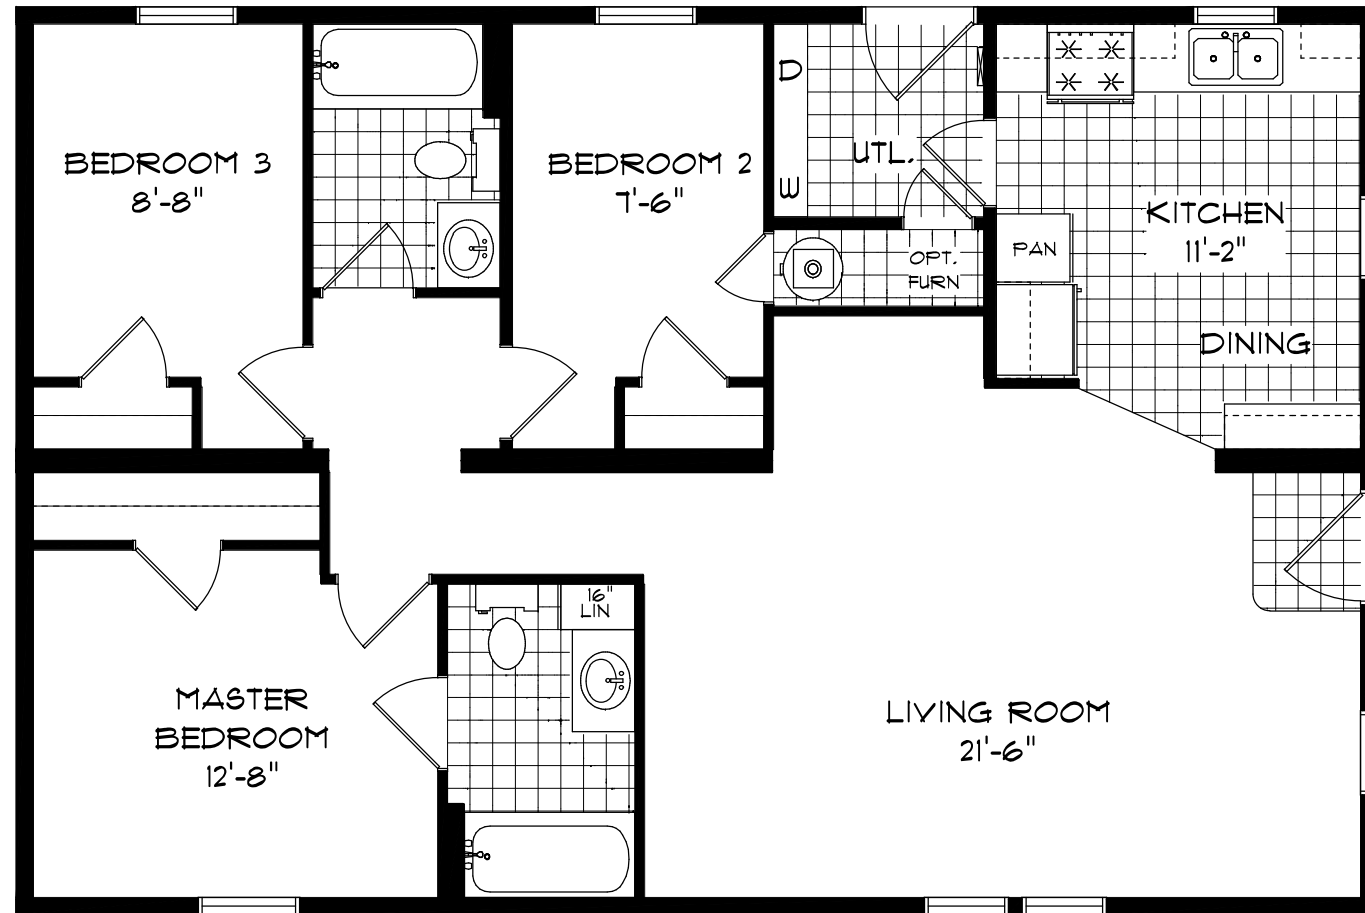 BEDROOM 3
8'-8"
BEDROOM 2
7'-6"
D
W
UTL.
OPT.
FURN
KITCHEN
11'-2"
PAN
DINING
16"
LIN
MASTER
BEDROOM
12'-8"
LIVING ROOM
21'-6"